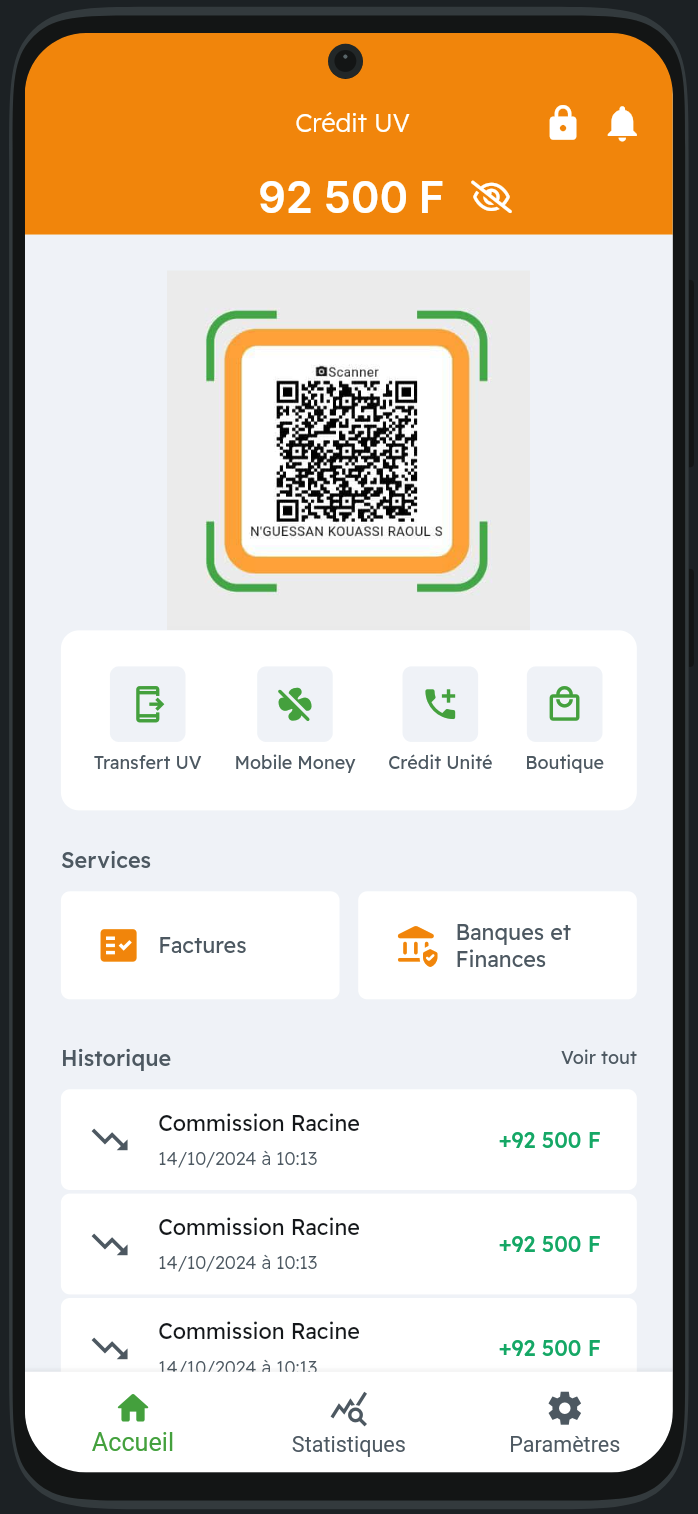 Crédit UV
92 500 F
Scanner
N'GUESSAN KOUASSI RAOUL S
Transfert UV
Mobile Money
Crédit Unité
Boutique
Services
Factures
Banques et
Finances
Historique
Voir tout
Commission Racine
+92 500 F
14/10/2024 à 10:13
Commission Racine
+92 500 F
14/10/2024 à 10:13
Commission Racine
+92 500 F
14/10/2024 à 10:13
Accueil
Statistiques
Paramètres